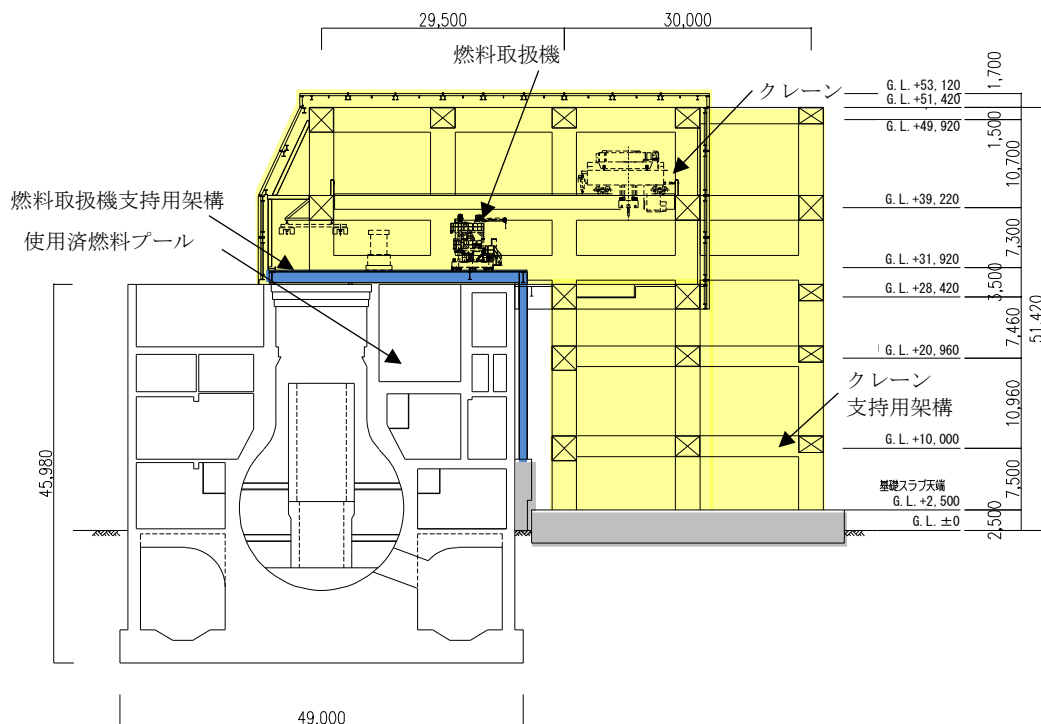 29,500
30,000
燃料取扱機
クレーン
燃料取扱機支持用架構
使用済燃料プール
クレーン
支持用架構
G.L.+53,120
G.L.+51,420
G.L.+49,920
G.L.+39,220
G.L.+31,920
G.L.+28,420
G.L.+20,960
G.L.+10,000
基礎スラブ天端
G.L.+2,500
G.L.±0
1,700
1,500
10,700
7,300
3,500
7,460
10,960
7,500
2,500
51,420
45,980
49,000